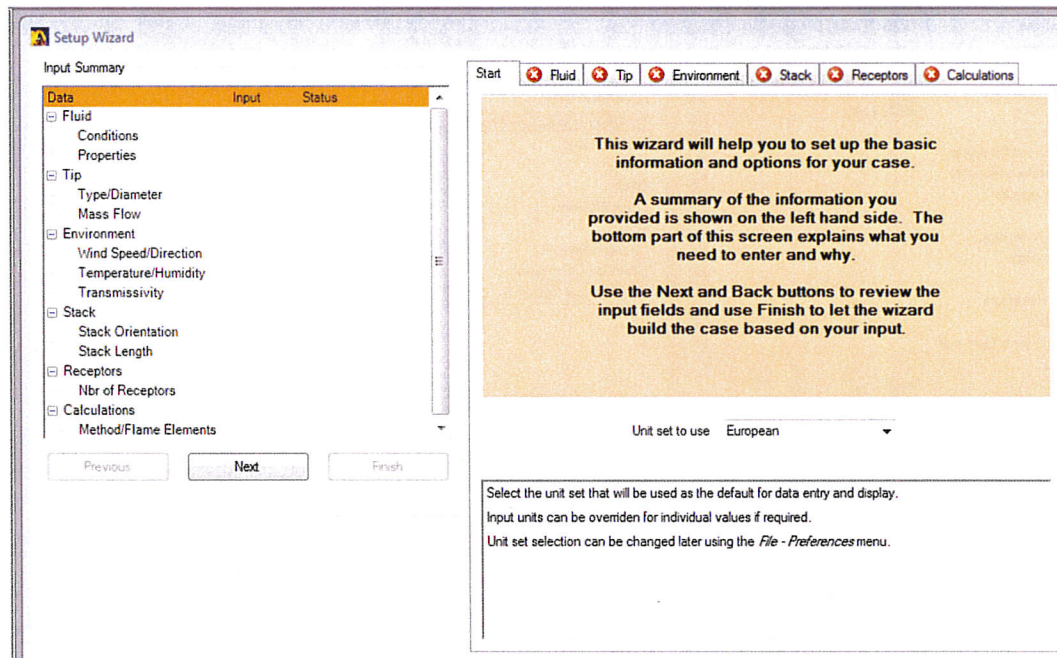 Setup Wizard
Input Summary
Data Input Status
Fluid
Conditions
Properties
Tip
Type/Diameter
Mass Flow
Environment
Wind Speed/Direction
Temperature/Humidity
Transmissivity
Stack
Stack Orientation
Stack Length
Receptors
Nbr of Receptors
Calculations
Method/Flame Elements
Previous Next Finish
Start Fluid Tip Environment Stack Receptors Calculations
This wizard will help you to set up the basic
information and options for your case.
A summary of the information you
provided is shown on the left hand side. The
bottom part of this screen explains what you
need to enter and why.
Use the Next and Back buttons to review the
input fields and use Finish to let the wizard
build the case based on your input.
Unit set to use European
Select the unit set that will be used as the default for data entry and display.
Input units can be overriden for individual values if required.
Unit set selection can be changed later using the File - Preferences menu.